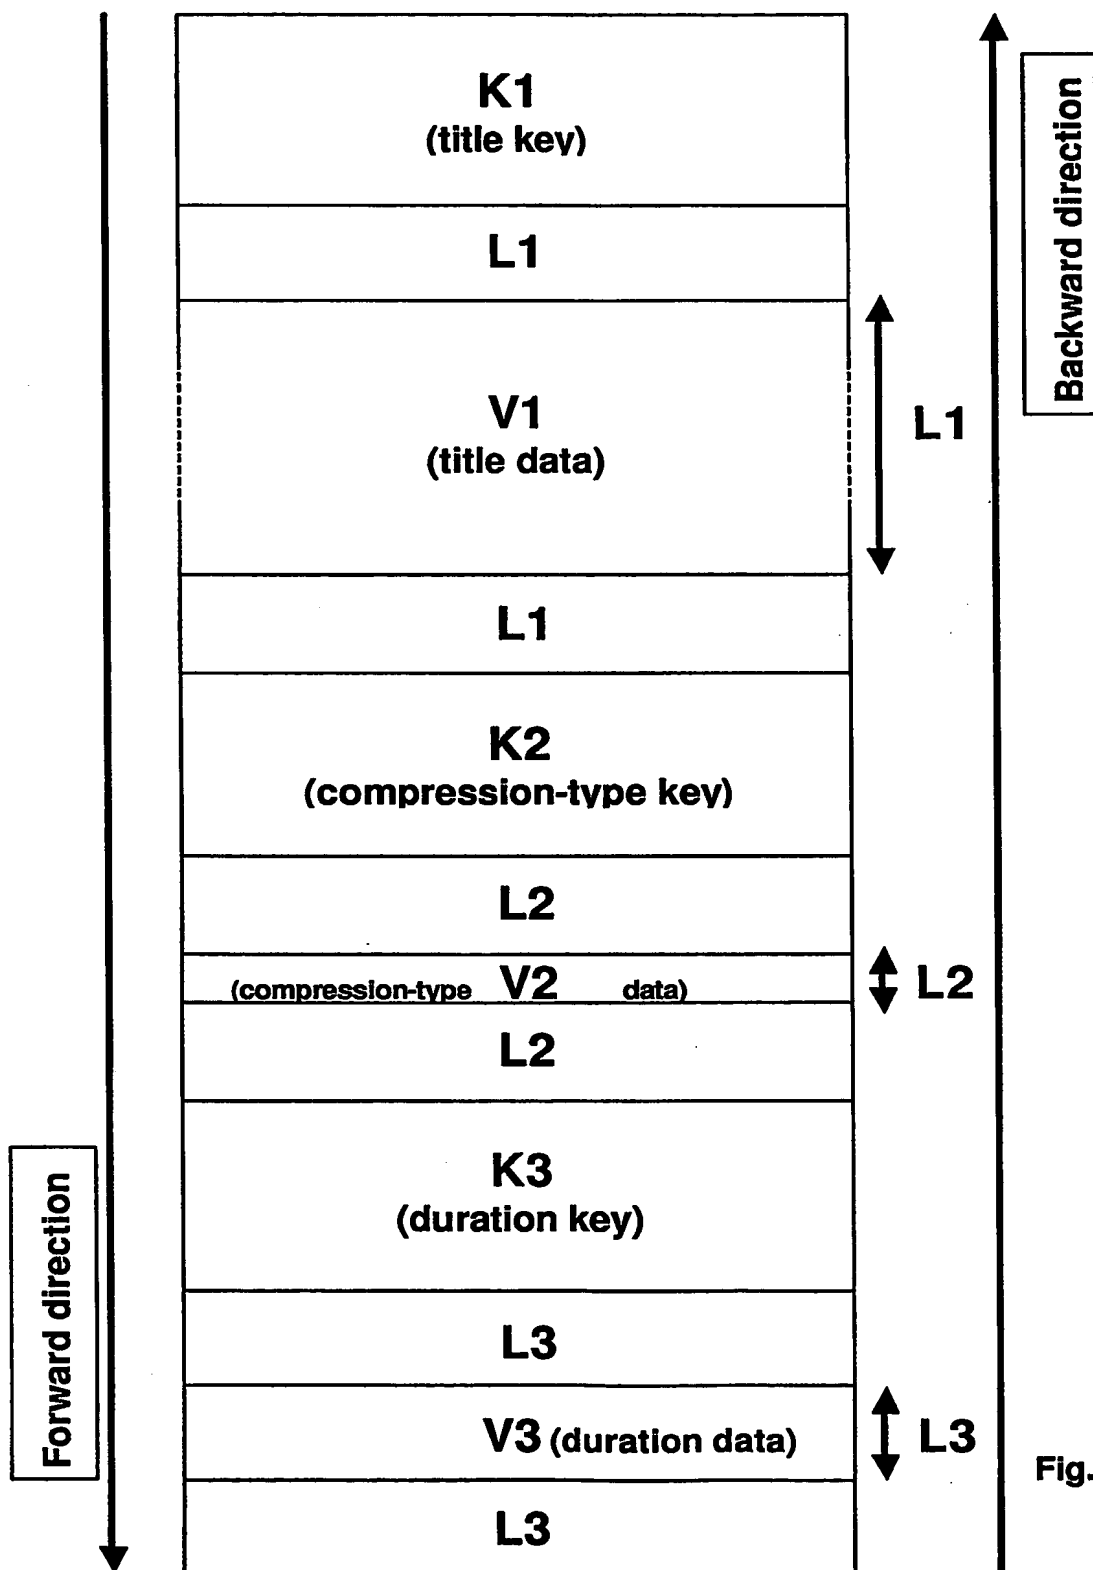 K1
(title key)
L1
V1
(title data)
L1
L1
K2
(compression-type key)
L2
(compression-type V2 data)
L2
L2
K3
(duration key)
L3
V3 (duration data)
L3
L3
Forward direction
Backward direction
Fig.